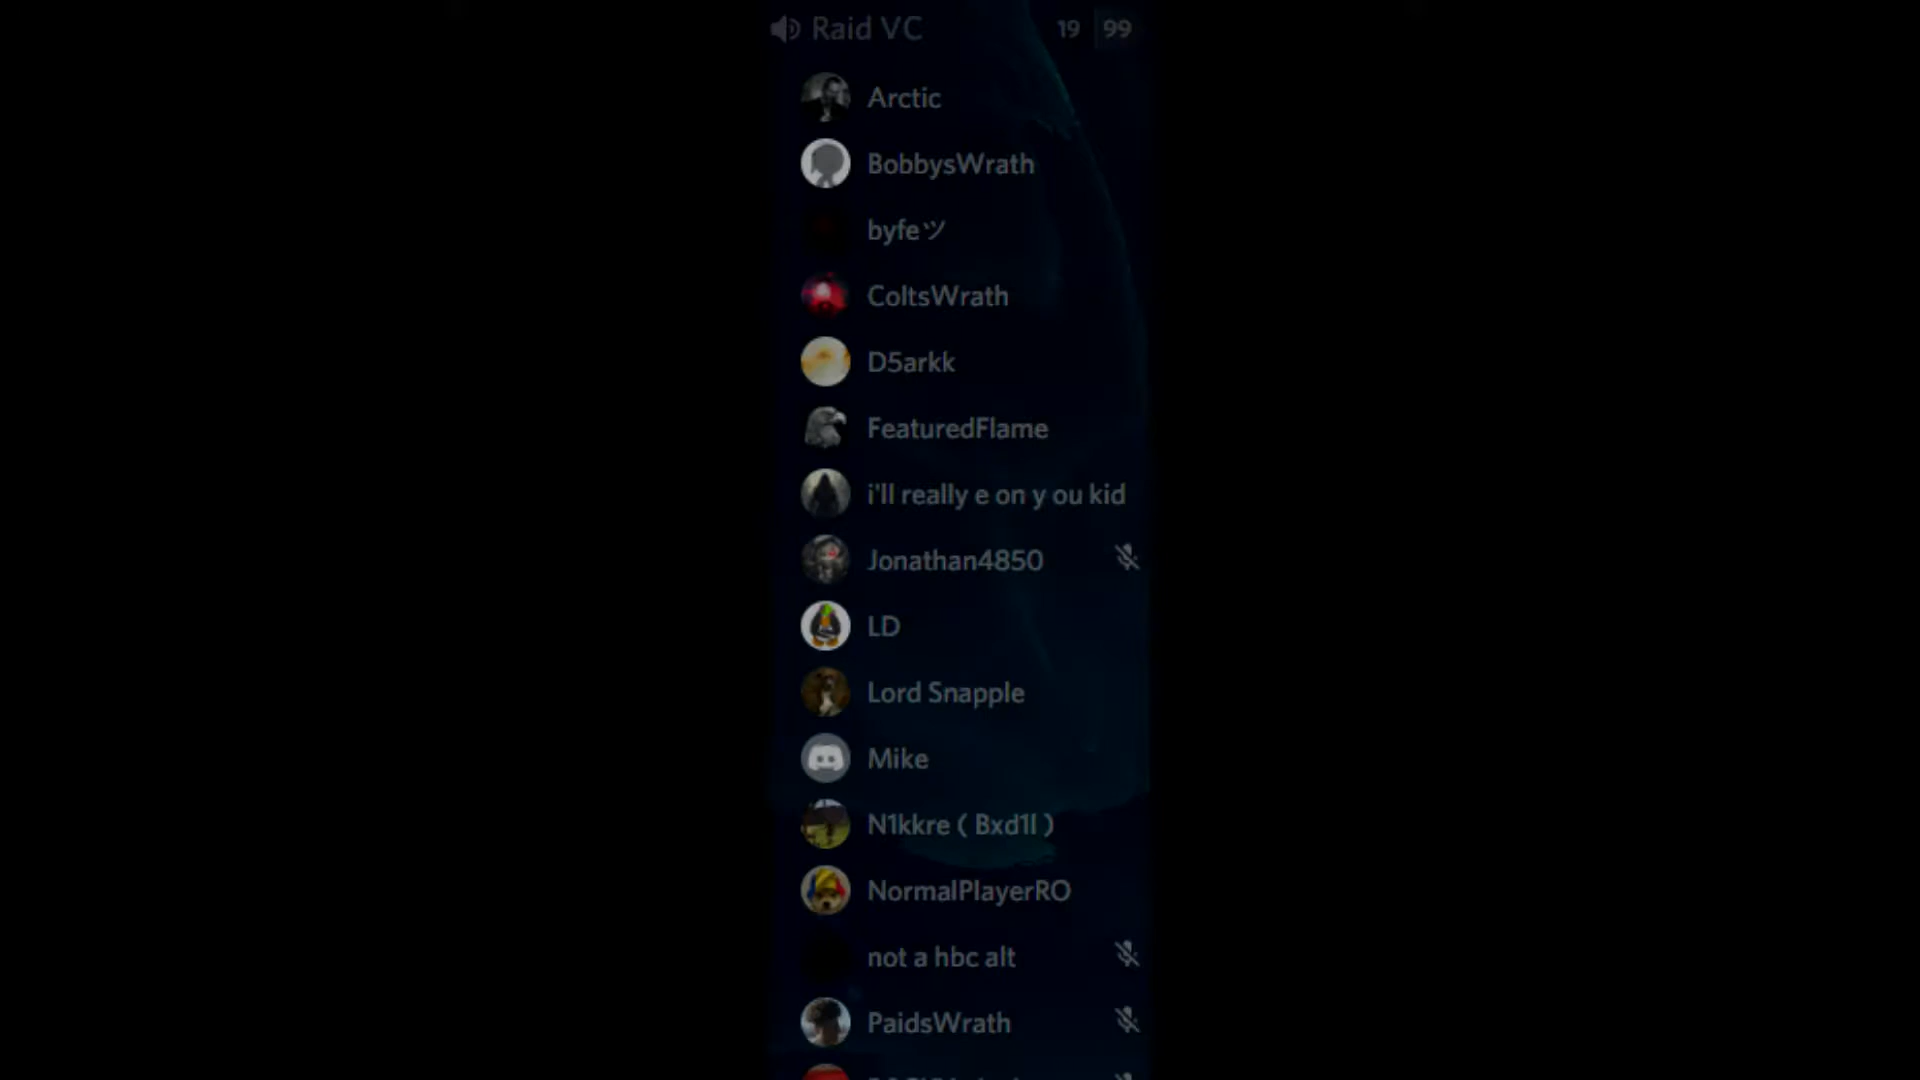 Raid VC 19 99
Arctic
BobbysWrath
byfeツ
ColtsWrath
D5arkk
FeaturedFlame
i'll really e on y ou kid
Jonathan4850
LD
Lord Snapple
Mike
N1kkre ( Bxd1l )
NormalPlayerRO
not a hbc alt
PaidsWrath